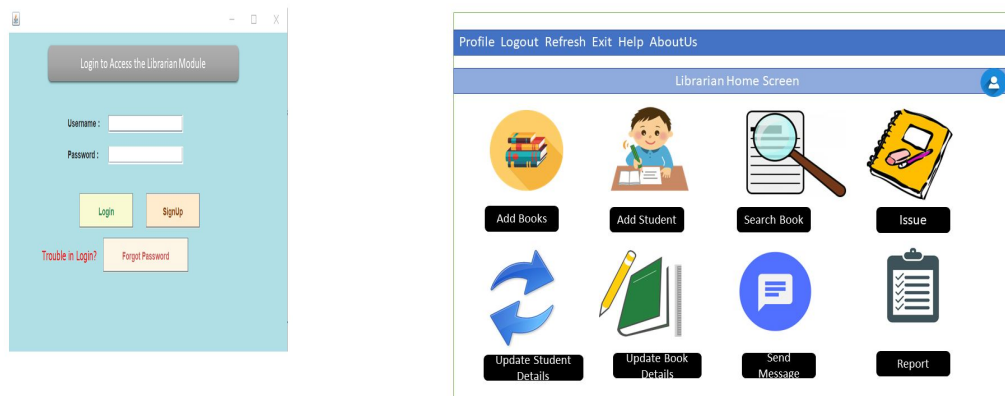 Login to Access the Librarian Module
Username :
Password :
Login SignUp
Trouble in Login? Forgot Password
Profile Logout Refresh Exit Help AboutUs
Librarian Home Screen
Add Books Add Student Search Book Issue
Update Student
Details
Update Book
Details
Send
Message
Report